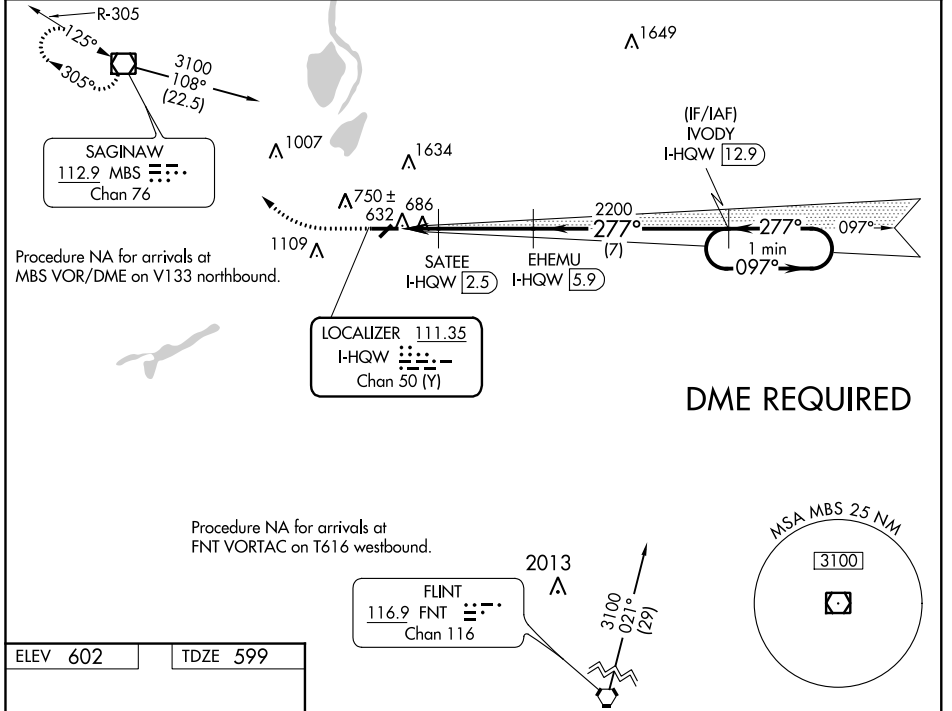 R-305
125°
305°
3100
108°
(22.5)
1649
SAGINAW
112.9 MBS
Chan 76
1007
1634
(IF/IAF)
IVODY
I-HQW 12.9
750 ±
632
686
1109
2200
277°
(7)
277°
097°
1 min
097°
Procedure NA for arrivals at
MBS VOR/DME on V133 northbound.
SATEE
I-HQW 2.5
EHEMU
I-HQW 5.9
LOCALIZER 111.35
I-HQW
Chan 50 (Y)
DME REQUIRED
Procedure NA for arrivals at
FNT VORTAC on T616 westbound.
2013
FLINT
116.9 FNT
Chan 116
3100
021°
(29)
MSA MBS 25 NM
3100
ELEV 602
TDZE 599